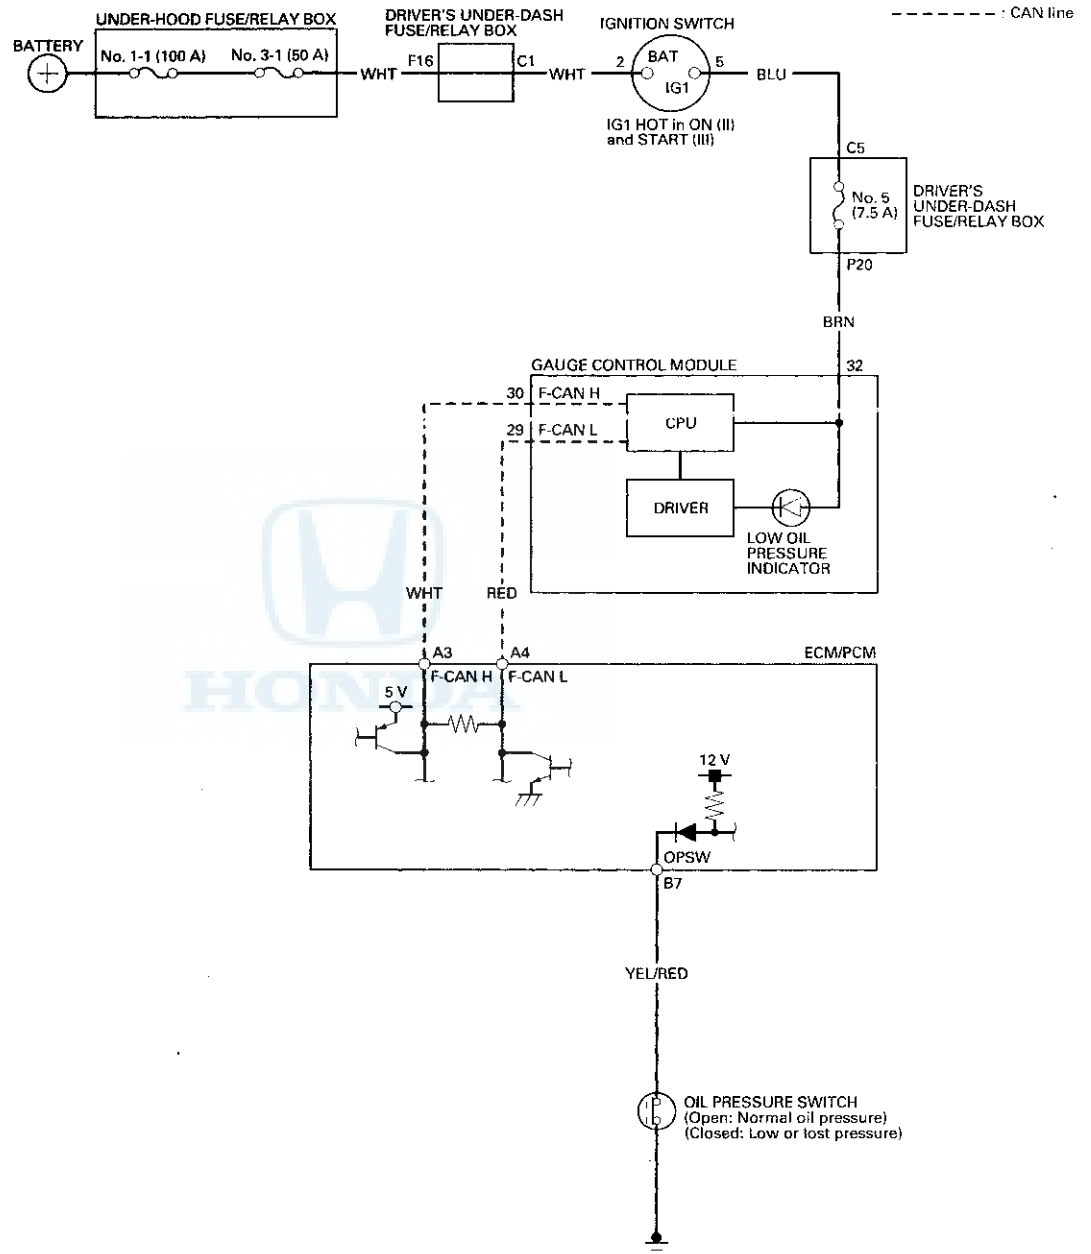 - - - - - - - : CAN line
UNDER-HOOD FUSE/RELAY BOX
DRIVER'S UNDER-DASH
FUSE/RELAY BOX
IGNITION SWITCH
BATTERY
+
No. 1-1 (100 A)
No. 3-1 (50 A)
WHT
F16
C1
WHT
2
BAT
IG1
5
BLU
IG1 HOT in ON (II)
and START (III)
C5
No. 5
(7.5 A)
DRIVER'S
UNDER-DASH
FUSE/RELAY BOX
P20
BRN
GAUGE CONTROL MODULE
32
30
F-CAN H
CPU
29
F-CAN L
DRIVER
LOW OIL
PRESSURE
INDICATOR
WHT
RED
A3
A4
ECM/PCM
F-CAN H
F-CAN L
HONDA
5 V
12 V
OPSW
B7
YEL/RED
OIL PRESSURE SWITCH
(Open: Normal oil pressure)
(Closed: Low or lost pressure)